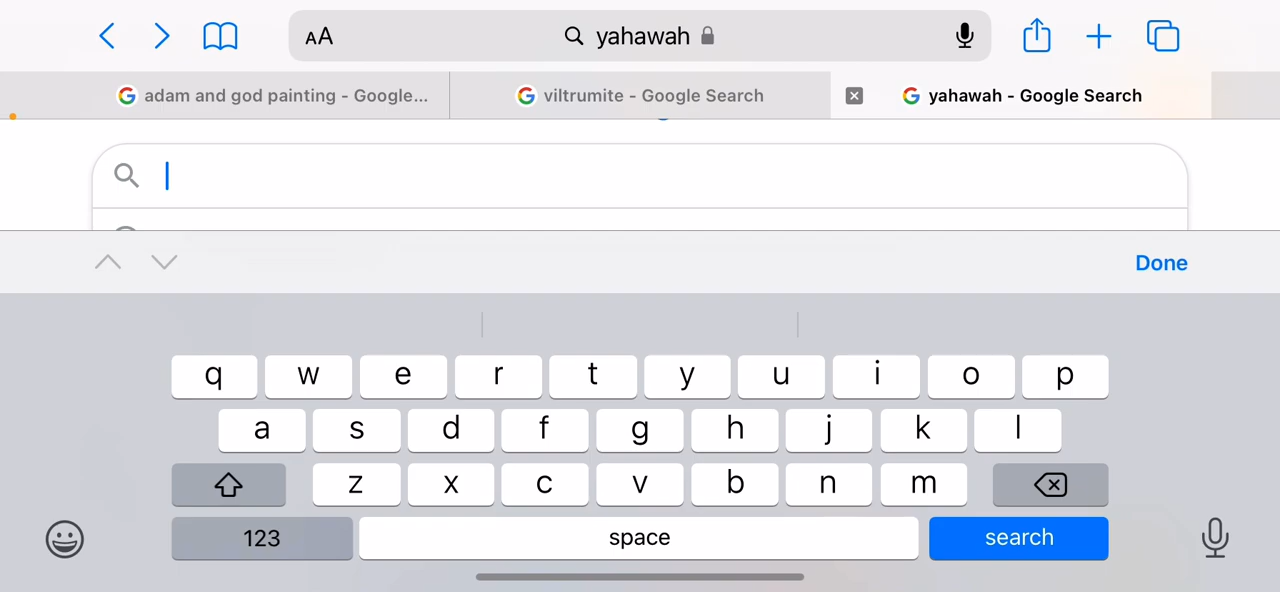 AA yahawah
adam and god painting - Google... viltrumite - Google Search yahawah - Google Search
Done
q w e r t y u i o p
a s d f g h j k l
z x c v b n m
123 space search